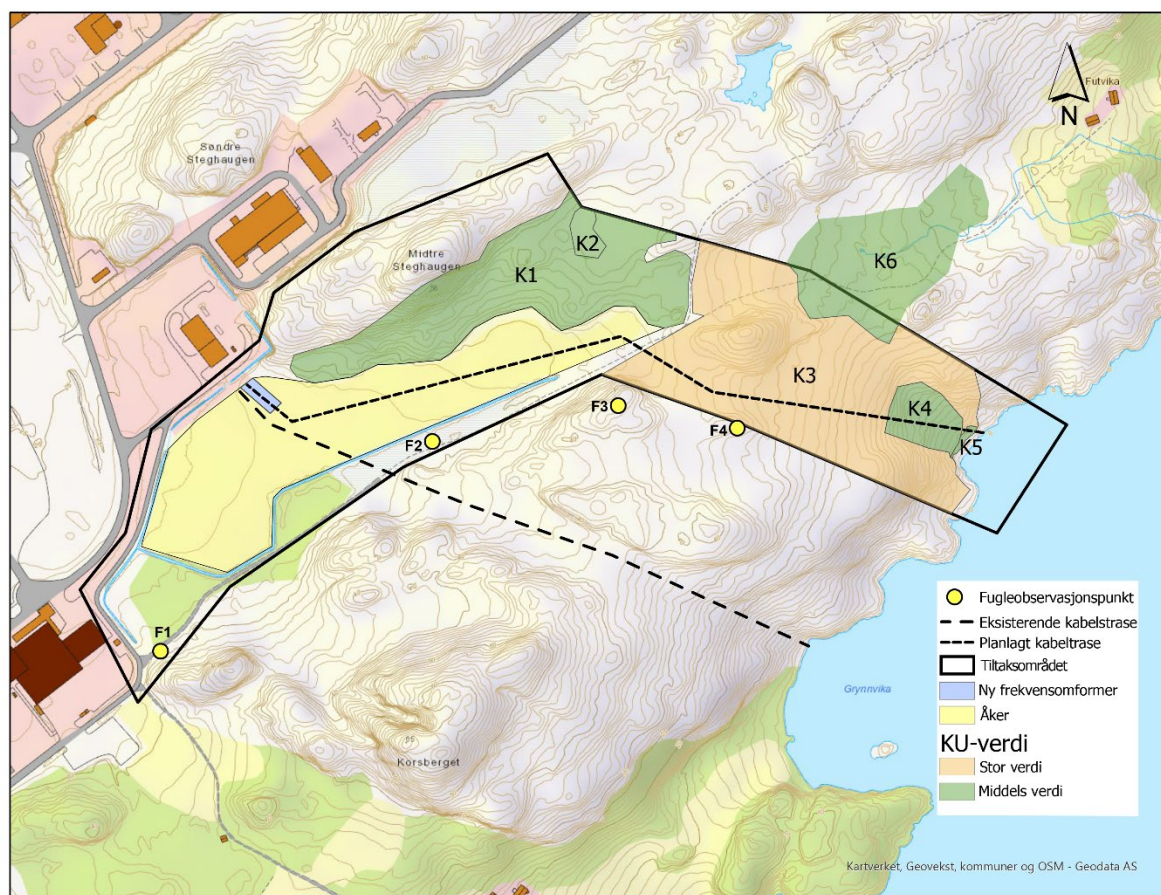 Futvika
N
Søndre
Steghaugen
Midtre
Steghaugen
K2
K1
K6
K3
K4
K5
F3
F4
F2
F1
Grynnvika
Korsberget
Fugleobservasjonspunkt
Eksisterende kabelstrase
Planlagt kabeltrase
Tiltaksområdet
Ny frekvensomformer
Åker
KU-verdi
Stor verdi
Middels verdi
Kartverket, Geovekst, kommuner og OSM - Geodata AS